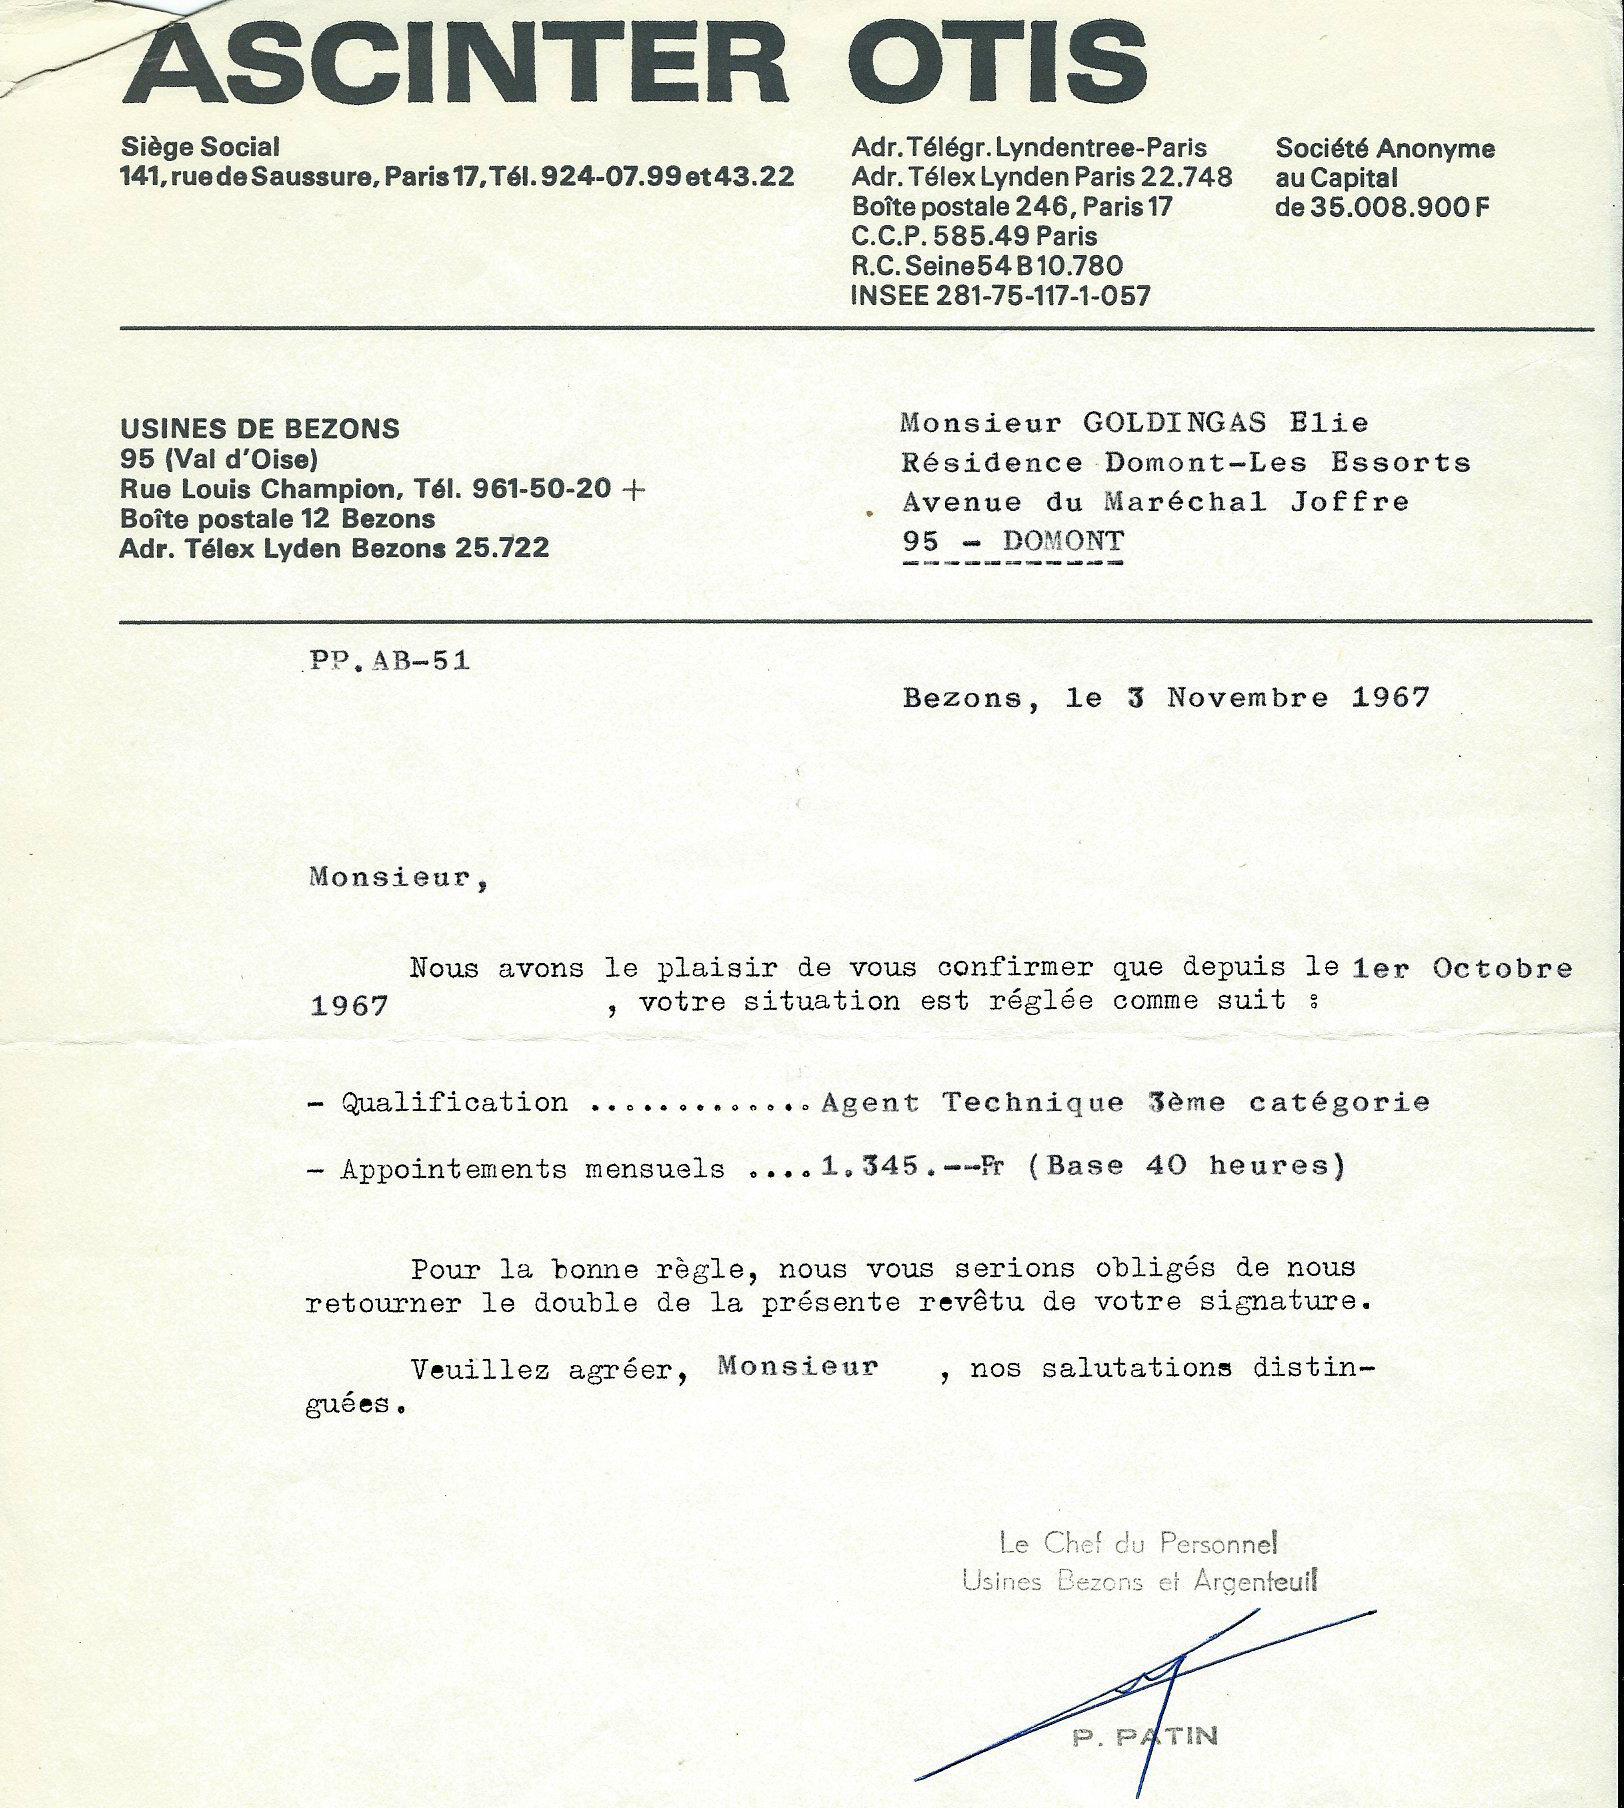 ASCINTER OTIS
Siège Social
141, rue de Saussure, Paris 17, Tél. 924-07.99 et 43.22
Adr. Télégr. Lyndentree-Paris
Adr. Télex Lynden Paris 22.748
Boîte postale 246, Paris 17
C.C.P. 585.49 Paris
R.C. Seine 54 B 10.780
INSEE 281-75-117-1-057
Société Anonyme
au Capital
de 35.008.900 F
USINES DE BEZONS
95 (Val d'Oise)
Rue Louis Champion, Tél. 961-50-20 +
Boîte postale 12 Bezons
Adr. Télex Lyden Bezons 25.722
Monsieur GOLDINGAS Elie
Résidence Domont-Les Essorts
Avenue du Maréchal Joffre
95 - DOMONT
PP.AB-51
Bezons, le 3 Novembre 1967
Monsieur,
Nous avons le plaisir de vous confirmer que depuis le 1er Octobre
1967 , votre situation est réglée comme suit :
- Qualification ............. Agent Technique 3ème catégorie
- Appointements mensuels ....1.345.--Fr (Base 40 heures)
Pour la bonne règle, nous vous serions obligés de nous
retourner le double de la présente revêtu de votre signature.
Veuillez agréer, Monsieur , nos salutations distin-
guées.
Le Chef du Personnel
Usines Bezons et Argenteuil
P. PATIN